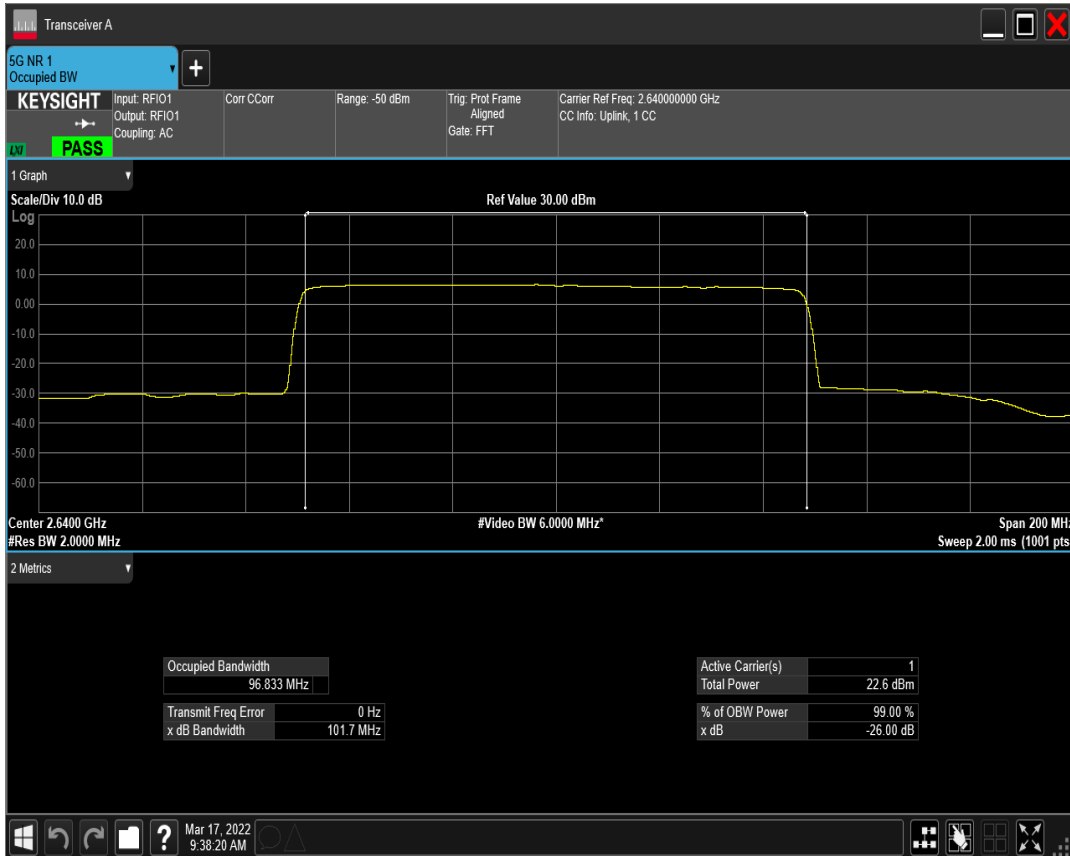 Transceiver A
5G NR 1
Occupied BW
+
KEYSIGHT
LXI
PASS
Input: RFIO1
Output: RFIO1
Coupling: AC
Corr CCorr
Range: -50 dBm
Trig: Prot Frame
Aligned
Gate: FFT
Carrier Ref Freq: 2.640000000 GHz
CC Info: Uplink, 1 CC
1 Graph
Scale/Div 10.0 dB
Ref Value 30.00 dBm
Log
20.0
10.0
0.00
-10.0
-20.0
-30.0
-40.0
-50.0
-60.0
Center 2.6400 GHz
#Video BW 6.0000 MHz*
Span 200 MHz
#Res BW 2.0000 MHz
Sweep 2.00 ms (1001 pts
2 Metrics
Occupied Bandwidth
96.833 MHz
Transmit Freq Error 0 Hz
x dB Bandwidth 101.7 MHz
Active Carrier(s) 1
Total Power 22.6 dBm
% of OBW Power 99.00 %
x dB -26.00 dB
?
Mar 17, 2022
9:38:20 AM